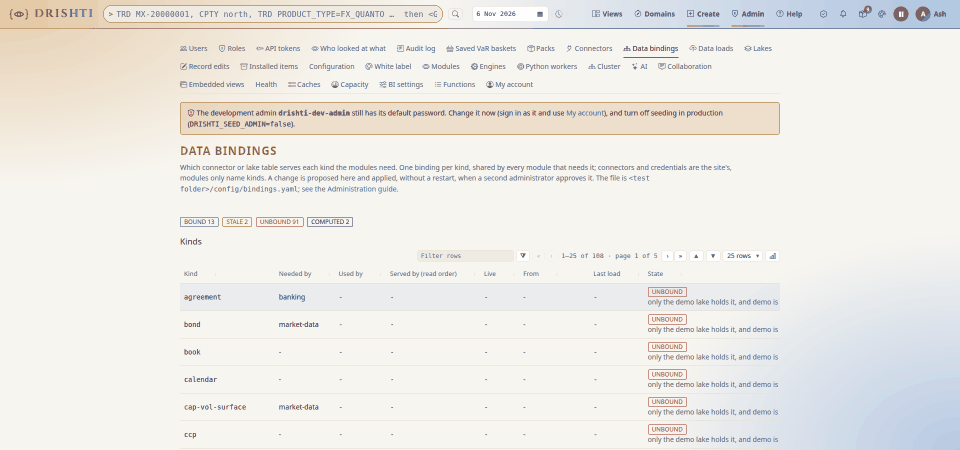 DRISHTI
> TRD MX-20000001, CPTY north, TRD PRODUCT_TYPE=FX_QUANTO … then <G
6 Nov 2026
Views
Domains
Create
Admin
Help
A Ash
Users
Roles
API tokens
Who looked at what
Audit log
Saved VaR baskets
Packs
Connectors
Data bindings
Data loads
Lakes
Record edits
Installed items
Configuration
White label
Modules
Engines
Python workers
Cluster
AI
Collaboration
Embedded views
Health
Caches
Capacity
BI settings
Functions
My account
The development admin drishti-dev-admin still has its default password. Change it now (sign in as it and use My account), and turn off seeding in production
(DRISHTI_SEED_ADMIN=false).
DATA BINDINGS
Which connector or lake table serves each kind the modules need. One binding per kind, shared by every module that needs it; connectors and credentials are the site's,
modules only name kinds. A change is proposed here and applied, without a restart, when a second administrator approves it. The file is <test
folder>/config/bindings.yaml; see the Administration guide.
BOUND 13
STALE 2
UNBOUND 91
COMPUTED 2
Kinds
Filter rows
« ‹ 1–25 of 108 · page 1 of 5 › » ▲ ▼ 25 rows ▾
Kind Needed by Used by Served by (read order) Live From Last load State
agreement banking - - - - - UNBOUND
only the demo lake holds it, and demo is
bond market-data - - - - - UNBOUND
only the demo lake holds it, and demo is
book - - - - - - UNBOUND
only the demo lake holds it, and demo is
calendar - - - - - - UNBOUND
only the demo lake holds it, and demo is
cap-vol-surface market-data - - - - - UNBOUND
only the demo lake holds it, and demo is
ccp - - - - - - UNBOUND
only the demo lake holds it, and demo is